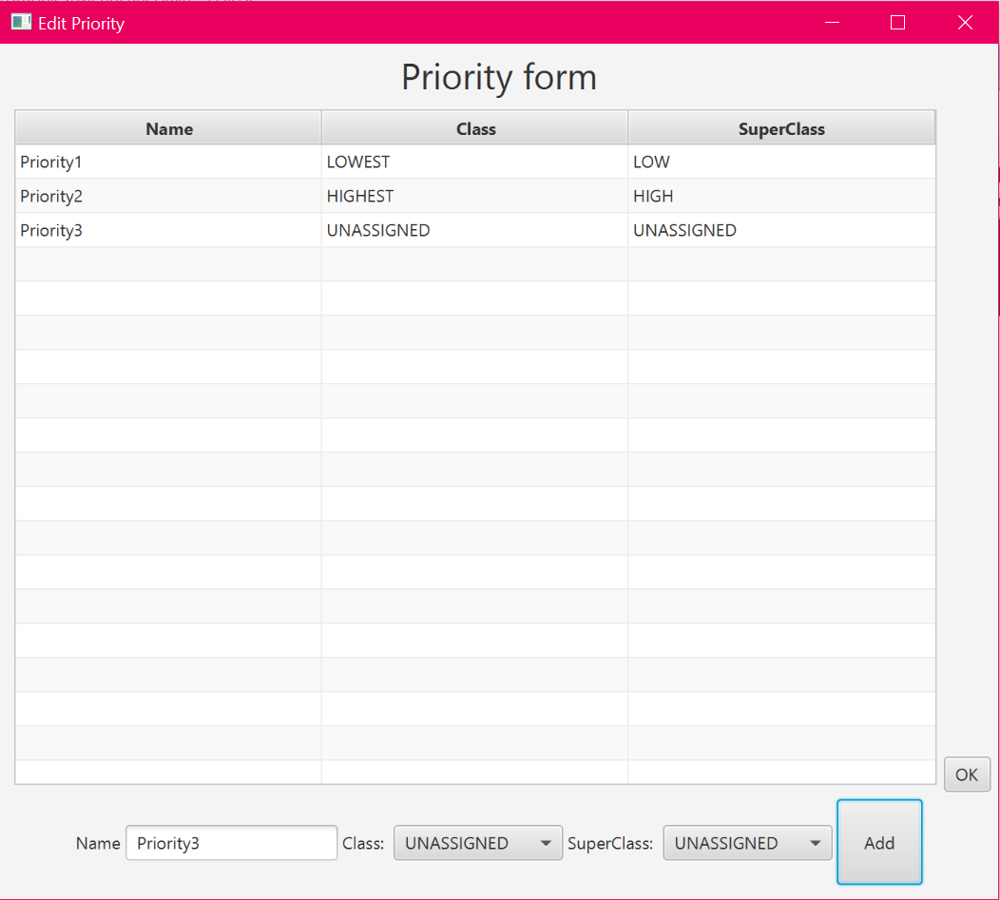 Edit Priority
Priority form
Name Class SuperClass
Priority1 LOWEST LOW
Priority2 HIGHEST HIGH
Priority3 UNASSIGNED UNASSIGNED
OK
Name Priority3 Class: UNASSIGNED SuperClass: UNASSIGNED Add